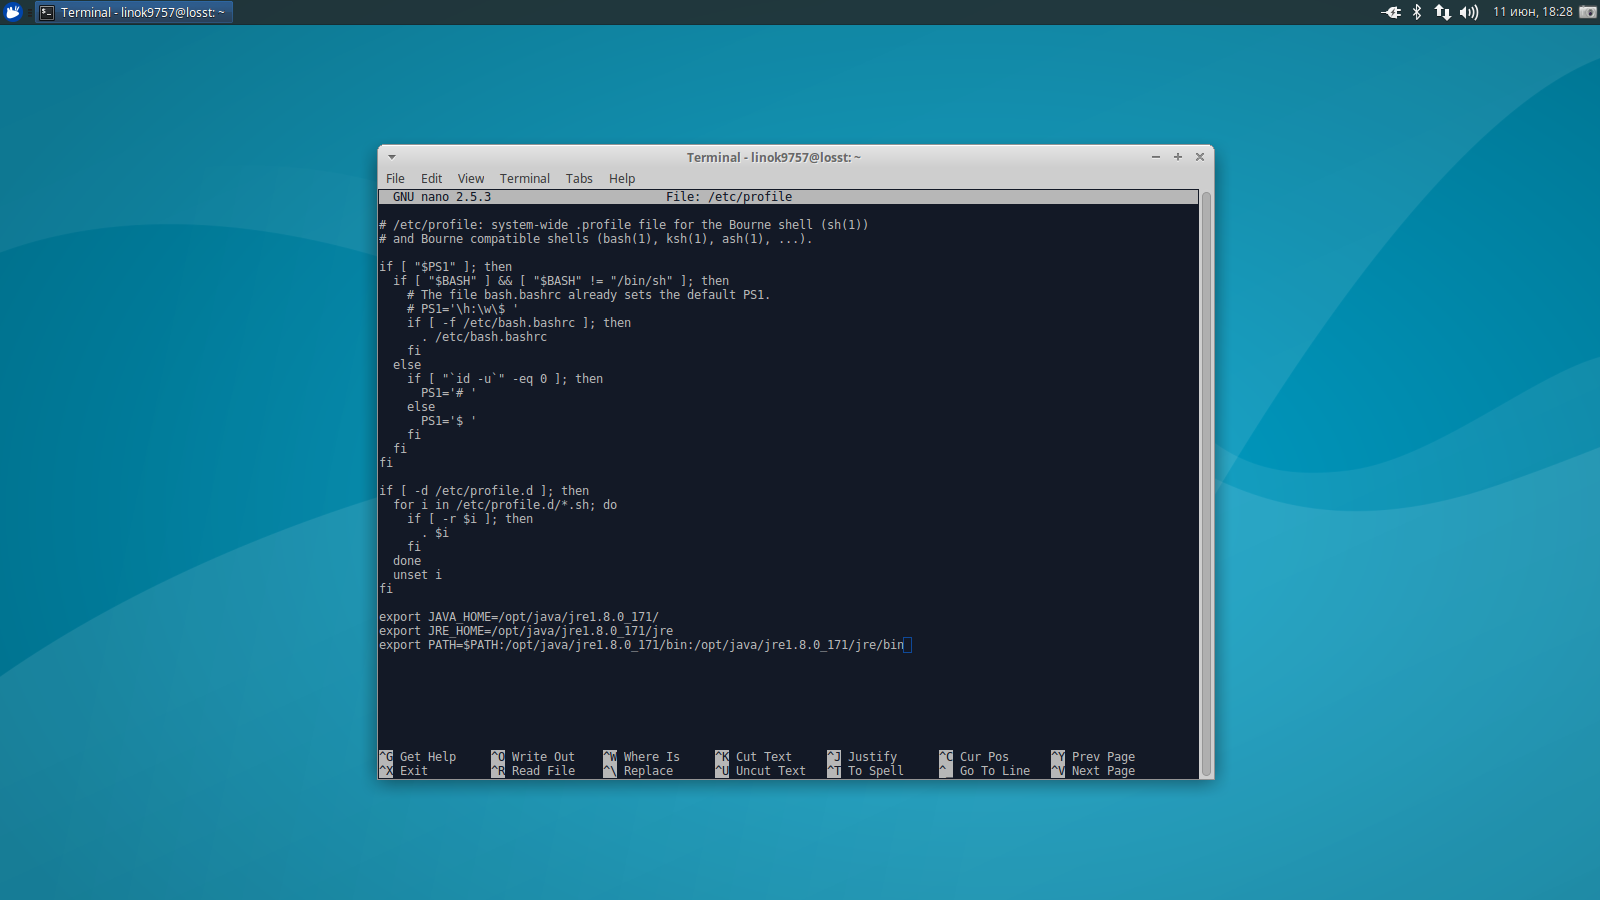 Terminal - linok9757@losst: ~
11 июн, 18:28
Terminal - linok9757@losst: ~
File Edit View Terminal Tabs Help
GNU nano 2.5.3 File: /etc/profile
# /etc/profile: system-wide .profile file for the Bourne shell (sh(1))
# and Bourne compatible shells (bash(1), ksh(1), ash(1), ...).
if [ "$PS1" ]; then
  if [ "$BASH" ] && [ "$BASH" != "/bin/sh" ]; then
    # The file bash.bashrc already sets the default PS1.
    # PS1='\h:\w\$ '
    if [ -f /etc/bash.bashrc ]; then
      . /etc/bash.bashrc
    fi
  else
    if [ "`id -u`" -eq 0 ]; then
      PS1='# '
    else
      PS1='$ '
    fi
  fi
fi
if [ -d /etc/profile.d ]; then
  for i in /etc/profile.d/*.sh; do
    if [ -r $i ]; then
      . $i
    fi
  done
  unset i
fi
export JAVA_HOME=/opt/java/jre1.8.0_171/
export JRE_HOME=/opt/java/jre1.8.0_171/jre
export PATH=$PATH:/opt/java/jre1.8.0_171/bin:/opt/java/jre1.8.0_171/jre/bin
^G Get Help ^O Write Out ^W Where Is ^K Cut Text ^J Justify ^C Cur Pos ^Y Prev Page
^X Exit ^R Read File ^\ Replace ^U Uncut Text ^T To Spell ^_ Go To Line ^V Next Page